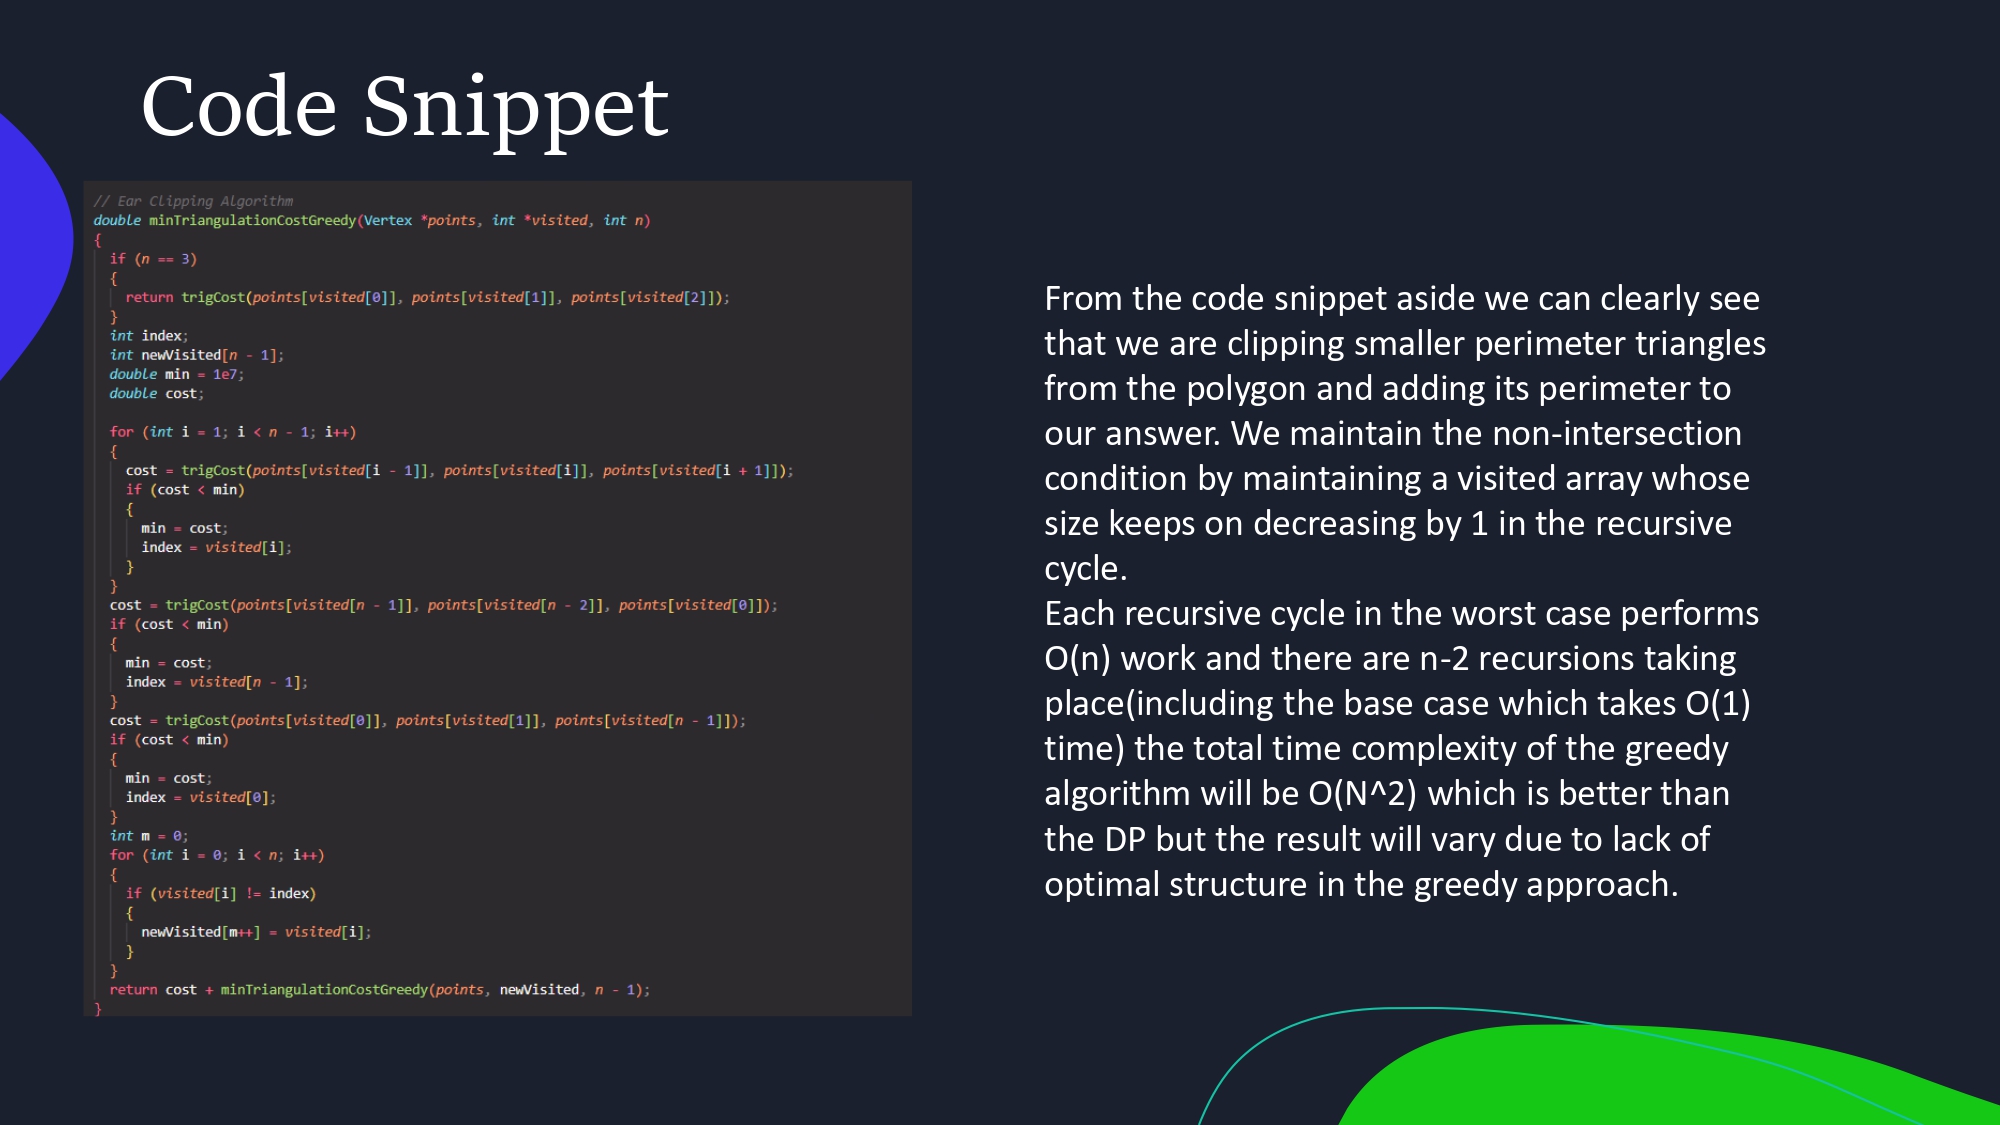 Code Snippet
// Ear Clipping Algorithm
double minTriangulationCostGreedy(Vertex *points, int *visited, int n)
{
  if (n == 3)
  {
    return trigCost(points[visited[0]], points[visited[1]], points[visited[2]]);
  }
  int index;
  int newVisited[n - 1];
  double min = 1e7;
  double cost;

  for (int i = 1; i < n - 1; i++)
  {
    cost = trigCost(points[visited[i - 1]], points[visited[i]], points[visited[i + 1]]);
    if (cost < min)
    {
      min = cost;
      index = visited[i];
    }
  }
  cost = trigCost(points[visited[n - 1]], points[visited[n - 2]], points[visited[0]]);
  if (cost < min)
  {
    min = cost;
    index = visited[n - 1];
  }
  cost = trigCost(points[visited[0]], points[visited[1]], points[visited[n - 1]]);
  if (cost < min)
  {
    min = cost;
    index = visited[0];
  }
  int m = 0;
  for (int i = 0; i < n; i++)
  {
    if (visited[i] != index)
    {
      newVisited[m++] = visited[i];
    }
  }
  return cost + minTriangulationCostGreedy(points, newVisited, n - 1);
}
From the code snippet aside we can clearly see
that we are clipping smaller perimeter triangles
from the polygon and adding its perimeter to
our answer. We maintain the non-intersection
condition by maintaining a visited array whose
size keeps on decreasing by 1 in the recursive
cycle.
Each recursive cycle in the worst case performs
O(n) work and there are n-2 recursions taking
place(including the base case which takes O(1)
time) the total time complexity of the greedy
algorithm will be O(N^2) which is better than
the DP but the result will vary due to lack of
optimal structure in the greedy approach.